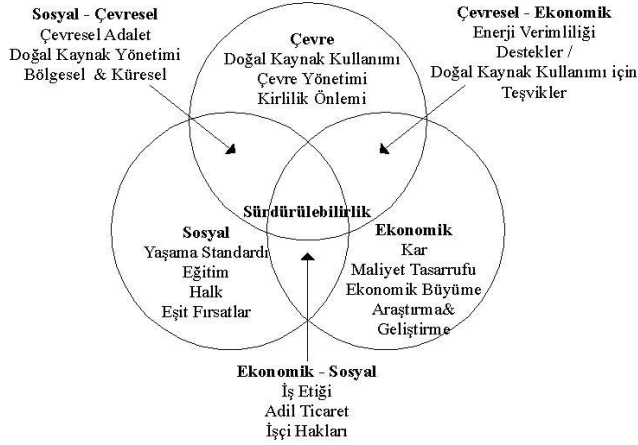 Sosyal - Çevresel
Çevresel Adalet
Doğal Kaynak Yönetimi
Bölgesel & Küresel
Çevre
Doğal Kaynak Kullanımı
Çevre Yönetimi
Kirlilik Önlemi
Çevresel - Ekonomik
Enerji Verimliliği
Destekler /
Doğal Kaynak Kullanımı için
Teşvikler
Sürdürülebilirlik
Sosyal
Yaşama Standardı
Eğitim
Halk
Eşit Fırsatlar
Ekonomik
Kar
Maliyet Tasarrufu
Ekonomik Büyüme
Araştırma&
Geliştirme
Ekonomik - Sosyal
İş Etiği
Adil Ticaret
İşçi Hakları